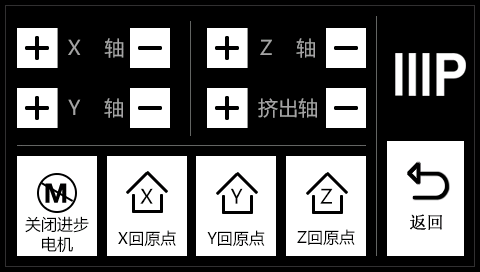 + X 轴 −
+ Z 轴 −
+ Y 轴 −
+ 挤出轴 −
IIIP
M
关闭进步
电机
X
X回原点
Y
Y回原点
Z
Z回原点
返回